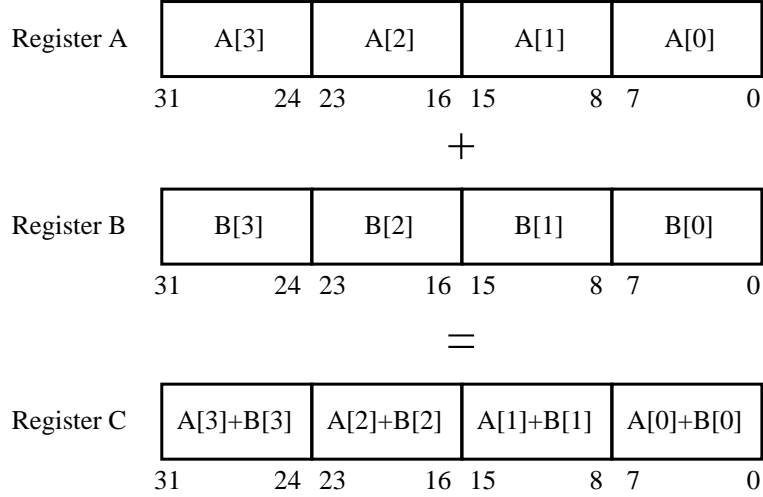 Register A A[3] A[2] A[1] A[0]
31 24 23 16 15 8 7 0
+
Register B B[3] B[2] B[1] B[0]
31 24 23 16 15 8 7 0
=
Register C A[3]+B[3] A[2]+B[2] A[1]+B[1] A[0]+B[0]
31 24 23 16 15 8 7 0